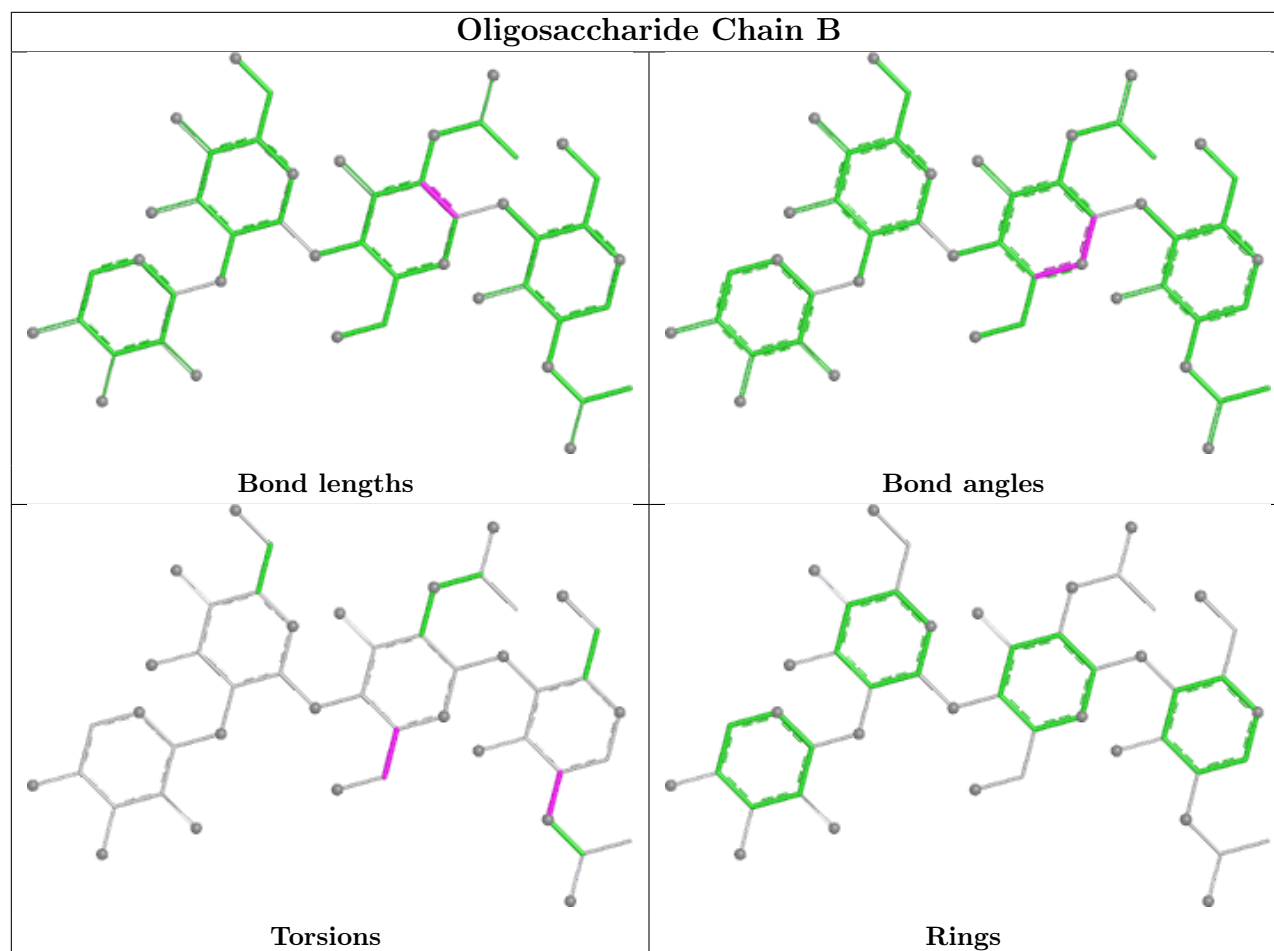 Oligosaccharide Chain B
Bond lengths
Bond angles
Torsions
Rings